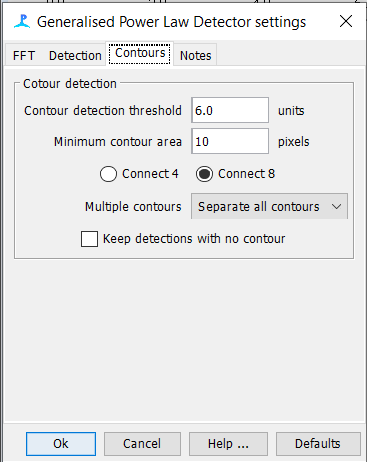 Generalised Power Law Detector settings
FFT Detection Contours Notes
Cotour detection
Contour detection threshold 6.0 units
Minimum contour area 10 pixels
Connect 4 Connect 8
Multiple contours Separate all contours
Keep detections with no contour
Ok Cancel Help ... Defaults